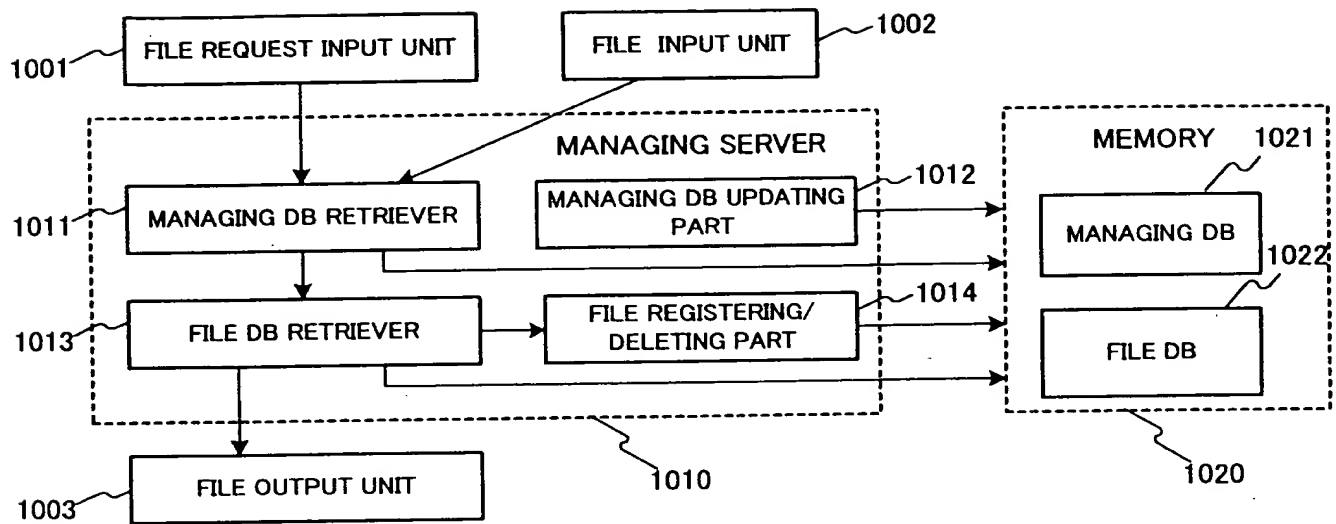 FILE REQUEST INPUT UNIT
1001
FILE INPUT UNIT
1002
MANAGING SERVER
MEMORY
1021
1011
MANAGING DB RETRIEVER
MANAGING DB UPDATING
PART
1012
MANAGING DB
1022
1013
FILE DB RETRIEVER
FILE REGISTERING/
DELETING PART
1014
FILE DB
1010
1020
1003
FILE OUTPUT UNIT